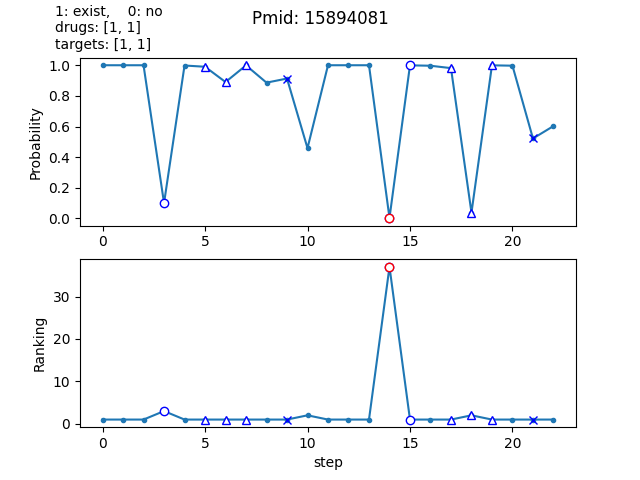 1: exist,    0: no
drugs: [1, 1]
targets: [1, 1]
Pmid: 15894081
Probability
1.0
0.8
0.6
0.4
0.2
0.0
0
5
10
15
20
Ranking
30
20
10
0
0
5
10
15
20
step